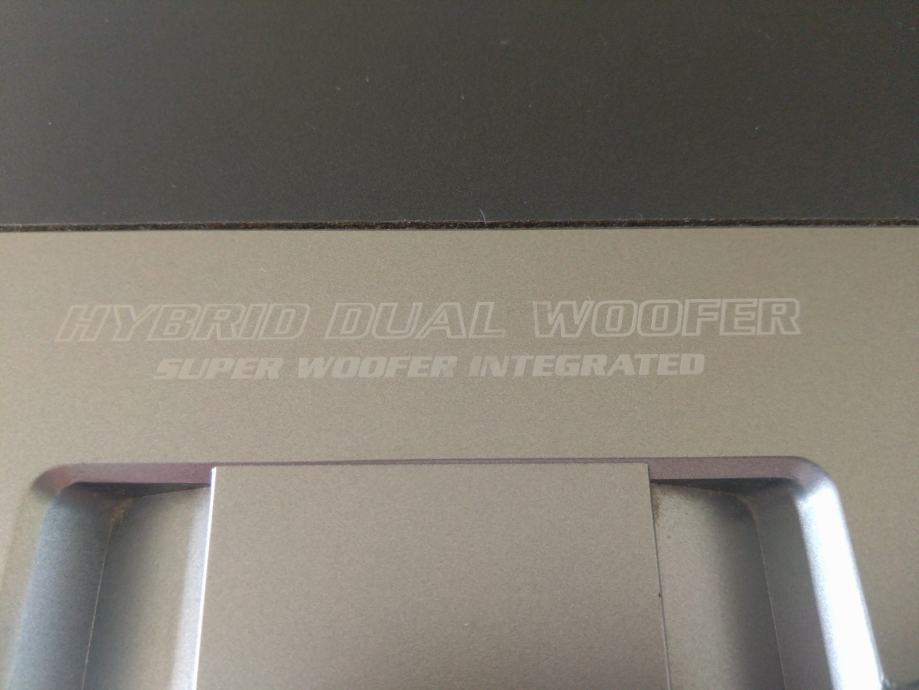 HYBRID DUAL WOOFER
SUPER WOOFER INTEGRATED